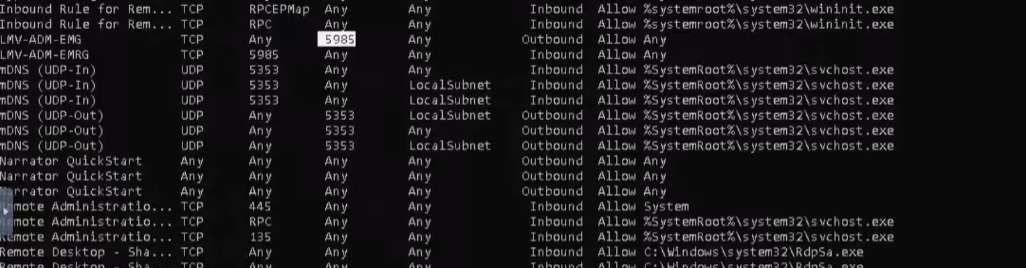 Inbound Rule for Rem... TCP RPCEPMap Any Any Inbound Allow %systemroot%\system32\wininit.exe
Inbound Rule for Rem... TCP RPC Any Any Inbound Allow %systemroot%\system32\wininit.exe
LMV-ADM-EMG TCP Any 5985 Any Outbound Allow Any
LMV-ADM-EMRG TCP 5985 Any Any Inbound Allow Any
mDNS (UDP-In) UDP 5353 Any Any Inbound Allow %SystemRoot%\system32\svchost.exe
mDNS (UDP-In) UDP 5353 Any LocalSubnet Inbound Allow %SystemRoot%\system32\svchost.exe
mDNS (UDP-In) UDP 5353 Any LocalSubnet Inbound Allow %SystemRoot%\system32\svchost.exe
mDNS (UDP-Out) UDP Any 5353 LocalSubnet Outbound Allow %SystemRoot%\system32\svchost.exe
mDNS (UDP-Out) UDP Any 5353 Any Outbound Allow %SystemRoot%\system32\svchost.exe
mDNS (UDP-Out) UDP Any 5353 LocalSubnet Outbound Allow %SystemRoot%\system32\svchost.exe
Narrator QuickStart Any Any Any Any Outbound Allow Any
Narrator QuickStart Any Any Any Any Outbound Allow Any
Narrator QuickStart Any Any Any Any Outbound Allow Any
Remote Administratio... TCP 445 Any Any Inbound Allow System
Remote Administratio... TCP RPC Any Any Inbound Allow %SystemRoot%\system32\svchost.exe
Remote Administratio... TCP 135 Any Any Inbound Allow %SystemRoot%\system32\svchost.exe
Remote Desktop - Sha... TCP Any Any Any Inbound Allow C:\Windows\system32\RdpSa.exe
Remote Desktop - Sha... TCP Any Any Any Inbound Allow C:\Windows\system32\RdpSa.exe